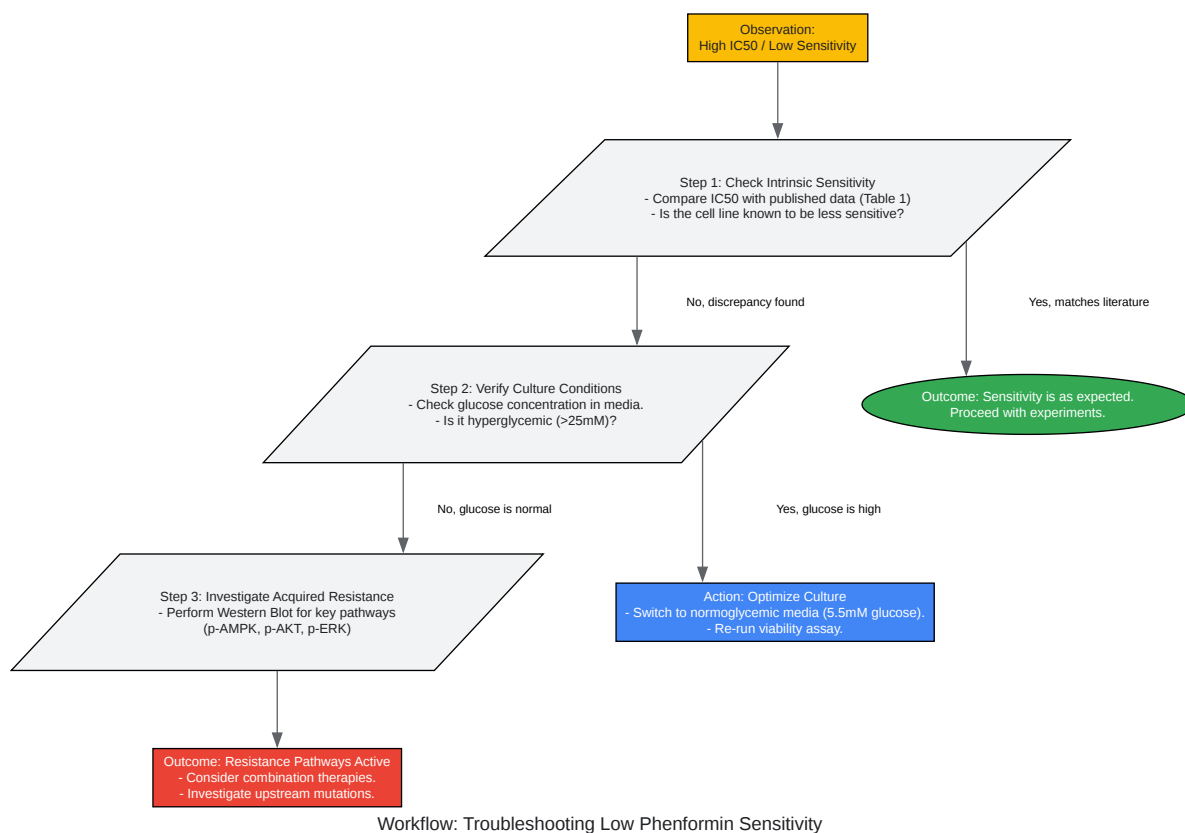 Observation:
High IC50 / Low Sensitivity
Step 1: Check Intrinsic Sensitivity
- Compare IC50 with published data (Table 1)
- Is the cell line known to be less sensitive?
No, discrepancy found
Yes, matches literature
Step 2: Verify Culture Conditions
- Check glucose concentration in media.
- Is it hyperglycemic (>25mM)?
Outcome: Sensitivity is as expected.
Proceed with experiments.
No, glucose is normal
Yes, glucose is high
Step 3: Investigate Acquired Resistance
- Perform Western Blot for key pathways
(p-AMPK, p-AKT, p-ERK)
Action: Optimize Culture
- Switch to normoglycemic media (5.5mM glucose).
- Re-run viability assay.
Outcome: Resistance Pathways Active
- Consider combination therapies.
- Investigate upstream mutations.
Workflow: Troubleshooting Low Phenformin Sensitivity